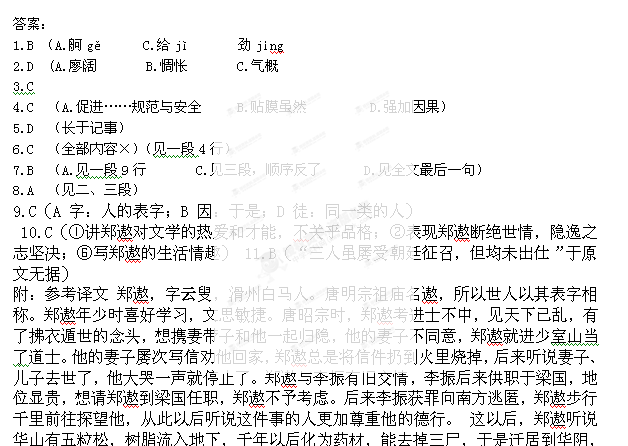 答案：
1.B （A.胴 gě C.给 jì 劲 jìng
2.D （A.廖阔 B.惆怅 C.气概
3.C
4.C （A.促进……规范与安全 B.贴膜虽然 D.强加因果）
5.D （长于记事）
6.C （全部内容×）（见一段 4 行）
7.B （A.见一段 9 行 C.见三段，顺序反了 D.见全文最后一句）
8.A （见二、三段）
9.C（A 字：人的表字；B 因：于是；D 徒：同一类的人）
10.C（①讲郑遨对文学的热爱和才能，不关乎品格；②表现郑遨断绝世情，隐逸之
志坚决；⑥写郑遨的生活情趣） 11.B（“三人虽屡受朝廷征召，但均未出仕”于原
文无据）
附：参考译文 郑遨，字云叟，滑州白马人。唐明宗祖庙名遨，所以世人以其表字相
称。郑遨年少时喜好学习，文思敏捷。唐昭宗时，郑遨考进士不中，见天下已乱，有
了拂衣遁世的念头，想携妻带子和他一起归隐，他的妻子不同意，郑遨就进少室山当
了道士。他的妻子屡次写信劝他回家，郑遨总是将信件扔到火里烧掉，后来听说妻子、
儿子去世了，他大哭一声就停止了。郑遨与李振有旧交情，李振后来供职于梁国，地
位显贵，想请郑遨到梁国任职，郑遨不予考虑。后来李振获罪向南方逃匿，郑遨步行
千里前往探望他，从此以后听说这件事的人更加尊重他的德行。 这以后，郑遨听说
华山有五粒松，树脂流入地下，千年以后化为药材，能去掉三尸，于是迁居到华阴，